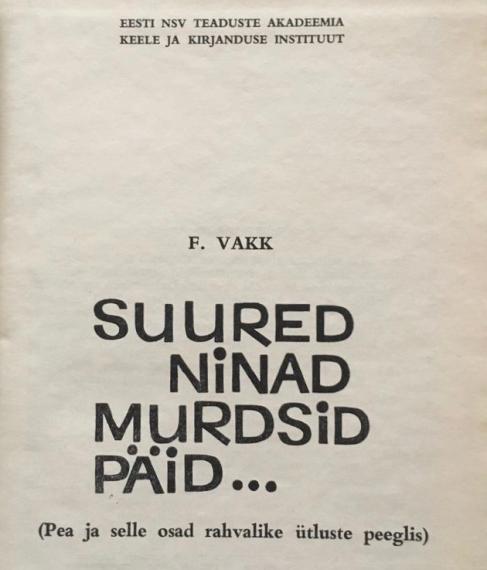 EESTI NSV TEADUSTE AKADEEMIA
KEELE JA KIRJANDUSE INSTITUUT
F. VAKK
SUURED
NINAD
MURDSID
PÄID...
(Pea ja selle osad rahvalike ütluste peeglis)